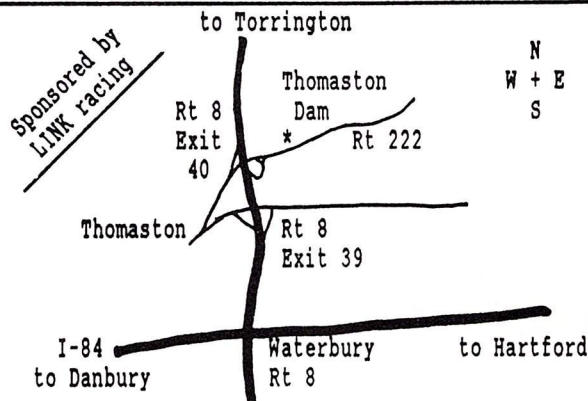 to Torrington
Sponsored by
LINK racing
N
W + E
S
Thomaston
Dam
*
Rt 8
Exit
40
Rt 222
Thomaston
Rt 8
Exit 39
I-84
to Danbury
Waterbury
Rt 8
to Hartford